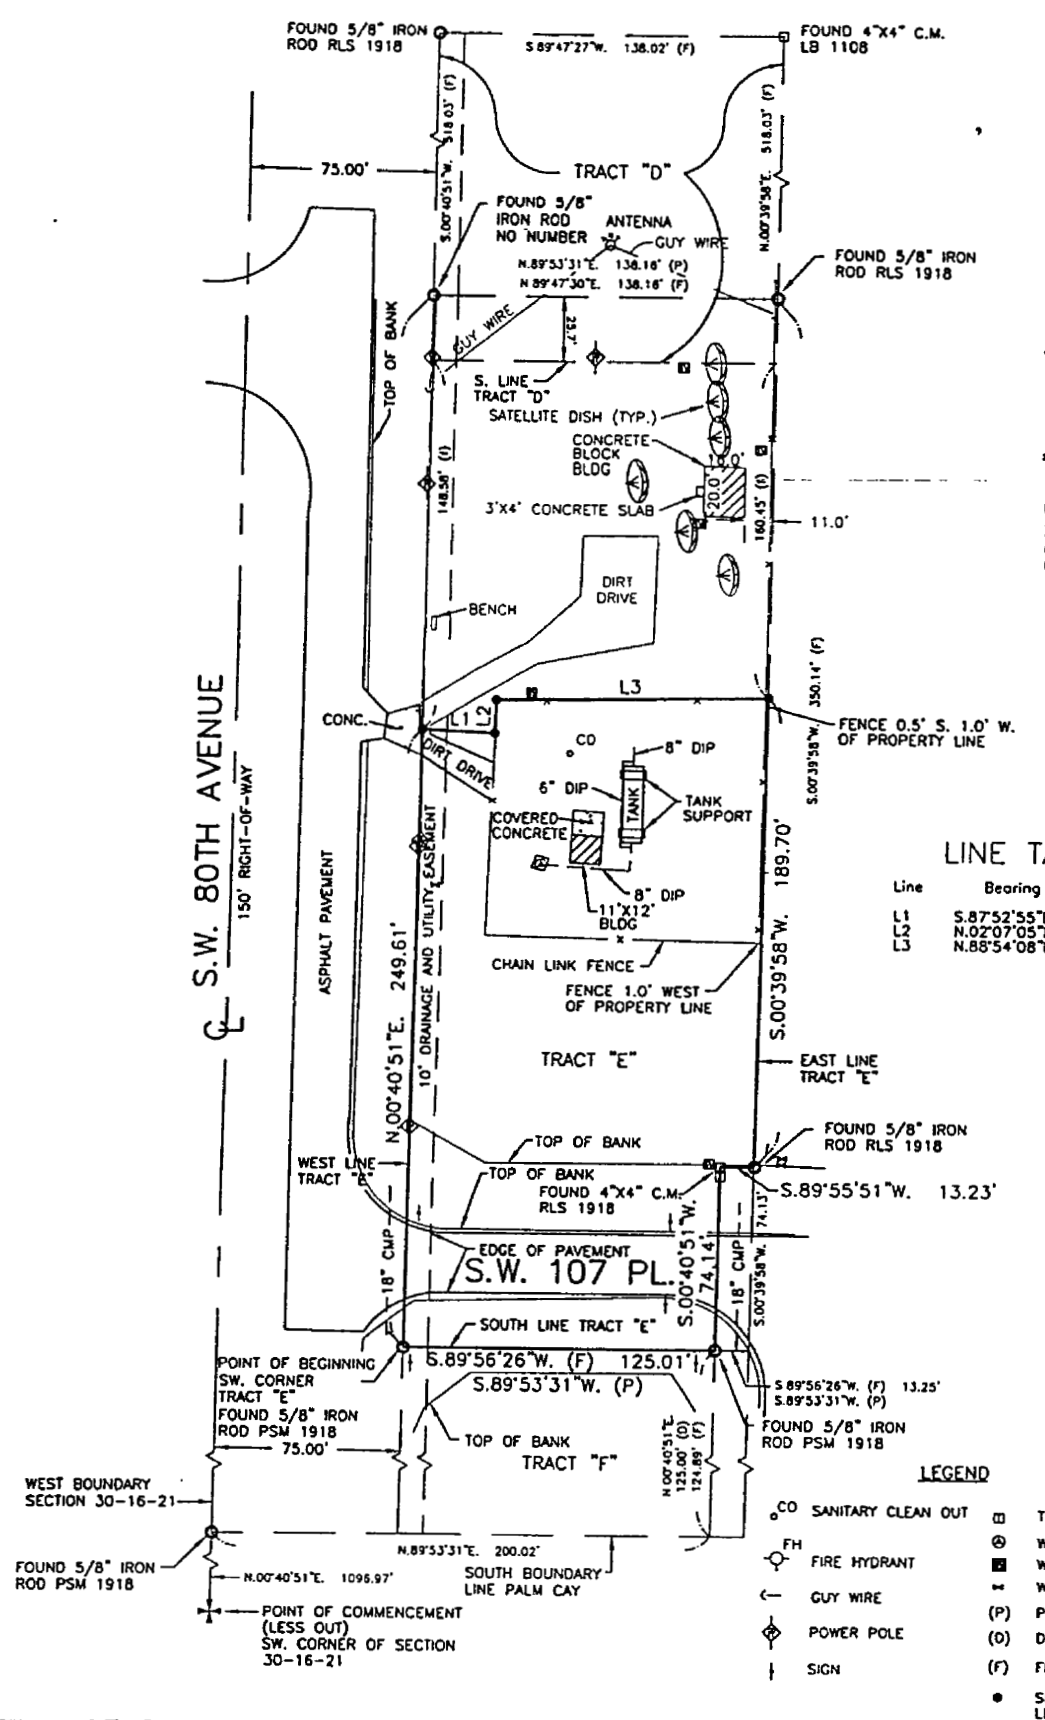 FOUND 5/8" IRON
ROD RLS 1918
S 89°47'27"W. 138.02' (F)
FOUND 4"X4" C.M.
LB 1108
S.00°40'51"W. 518.03' (F)
N.00°39'58"E. 518.03' (F)
75.00'
TRACT "D"
FOUND 5/8"
IRON ROD
NO NUMBER
ANTENNA
GUY WIRE
N.89°53'31"E. 138.16' (P)
N 89°47'30"E. 138.16' (F)
FOUND 5/8" IRON
ROD RLS 1918
TOP OF BANK
GUY WIRE
25.7'
S. LINE
TRACT "D"
SATELLITE DISH (TYP.)
CONCRETE
BLOCK
BLDG
20.0'
3'X4' CONCRETE SLAB
148.58' (F)
160.45' (F)
11.0'
DIRT
DRIVE
BENCH
S.00°39'58"W. 350.14' (F)
L3
L1
L2
CONC.
FENCE 0.5' S. 1.0' W.
OF PROPERTY LINE
CO
8" DIP
DIRT DRIVE
6" DIP
TANK
TANK
SUPPORT
COVERED
CONCRETE
8" DIP
11'X12'
BLDG
S.W. 80TH AVENUE
150' RIGHT-OF-WAY
ASPHALT PAVEMENT
10' DRAINAGE AND UTILITY EASEMENT
N.00°40'51"E. 249.61'
S.00°39'58"W. 189.70'
LINE TA
Line Bearing
L1 S.87°52'55"
L2 N.02°07'05"
L3 N.88°54'08"
CHAIN LINK FENCE
FENCE 1.0' WEST
OF PROPERTY LINE
TRACT "E"
EAST LINE
TRACT "E"
FOUND 5/8" IRON
ROD RLS 1918
TOP OF BANK
WEST LINE
TRACT "E"
TOP OF BANK
FOUND 4"X4" C.M.
RLS 1918
S.89°55'51"W. 13.23'
18" CMP
EDGE OF PAVEMENT
S.W. 107 PL.
S.00°40'51"W.
74.14'
18" CMP
S.00°39'58"W. 74.13'
SOUTH LINE TRACT "E"
POINT OF BEGINNING
SW. CORNER
TRACT "E"
FOUND 5/8" IRON
ROD PSM 1918
S.89°56'26"W. (F) 125.01'
S.89°53'31"W. (P)
S 89°56'26"W. (F) 13.25'
S.89°53'31"W. (P)
FOUND 5/8" IRON
ROD PSM 1918
75.00'
TOP OF BANK
TRACT "F"
N 00°40'51"E.
125.00' (D)
124.89' (F)
WEST BOUNDARY
SECTION 30-16-21
FOUND 5/8" IRON
ROD PSM 1918
N.89°53'31"E. 200.02'
SOUTH BOUNDARY
LINE PALM CAY
N.00°40'51"E. 1096.97'
POINT OF COMMENCEMENT
(LESS OUT)
SW. CORNER OF SECTION
30-16-21
LEGEND
CO SANITARY CLEAN OUT
FH FIRE HYDRANT
GUY WIRE
POWER POLE
SIGN
T
W
W
W
(P) P
(D) D
(F) F
S
L